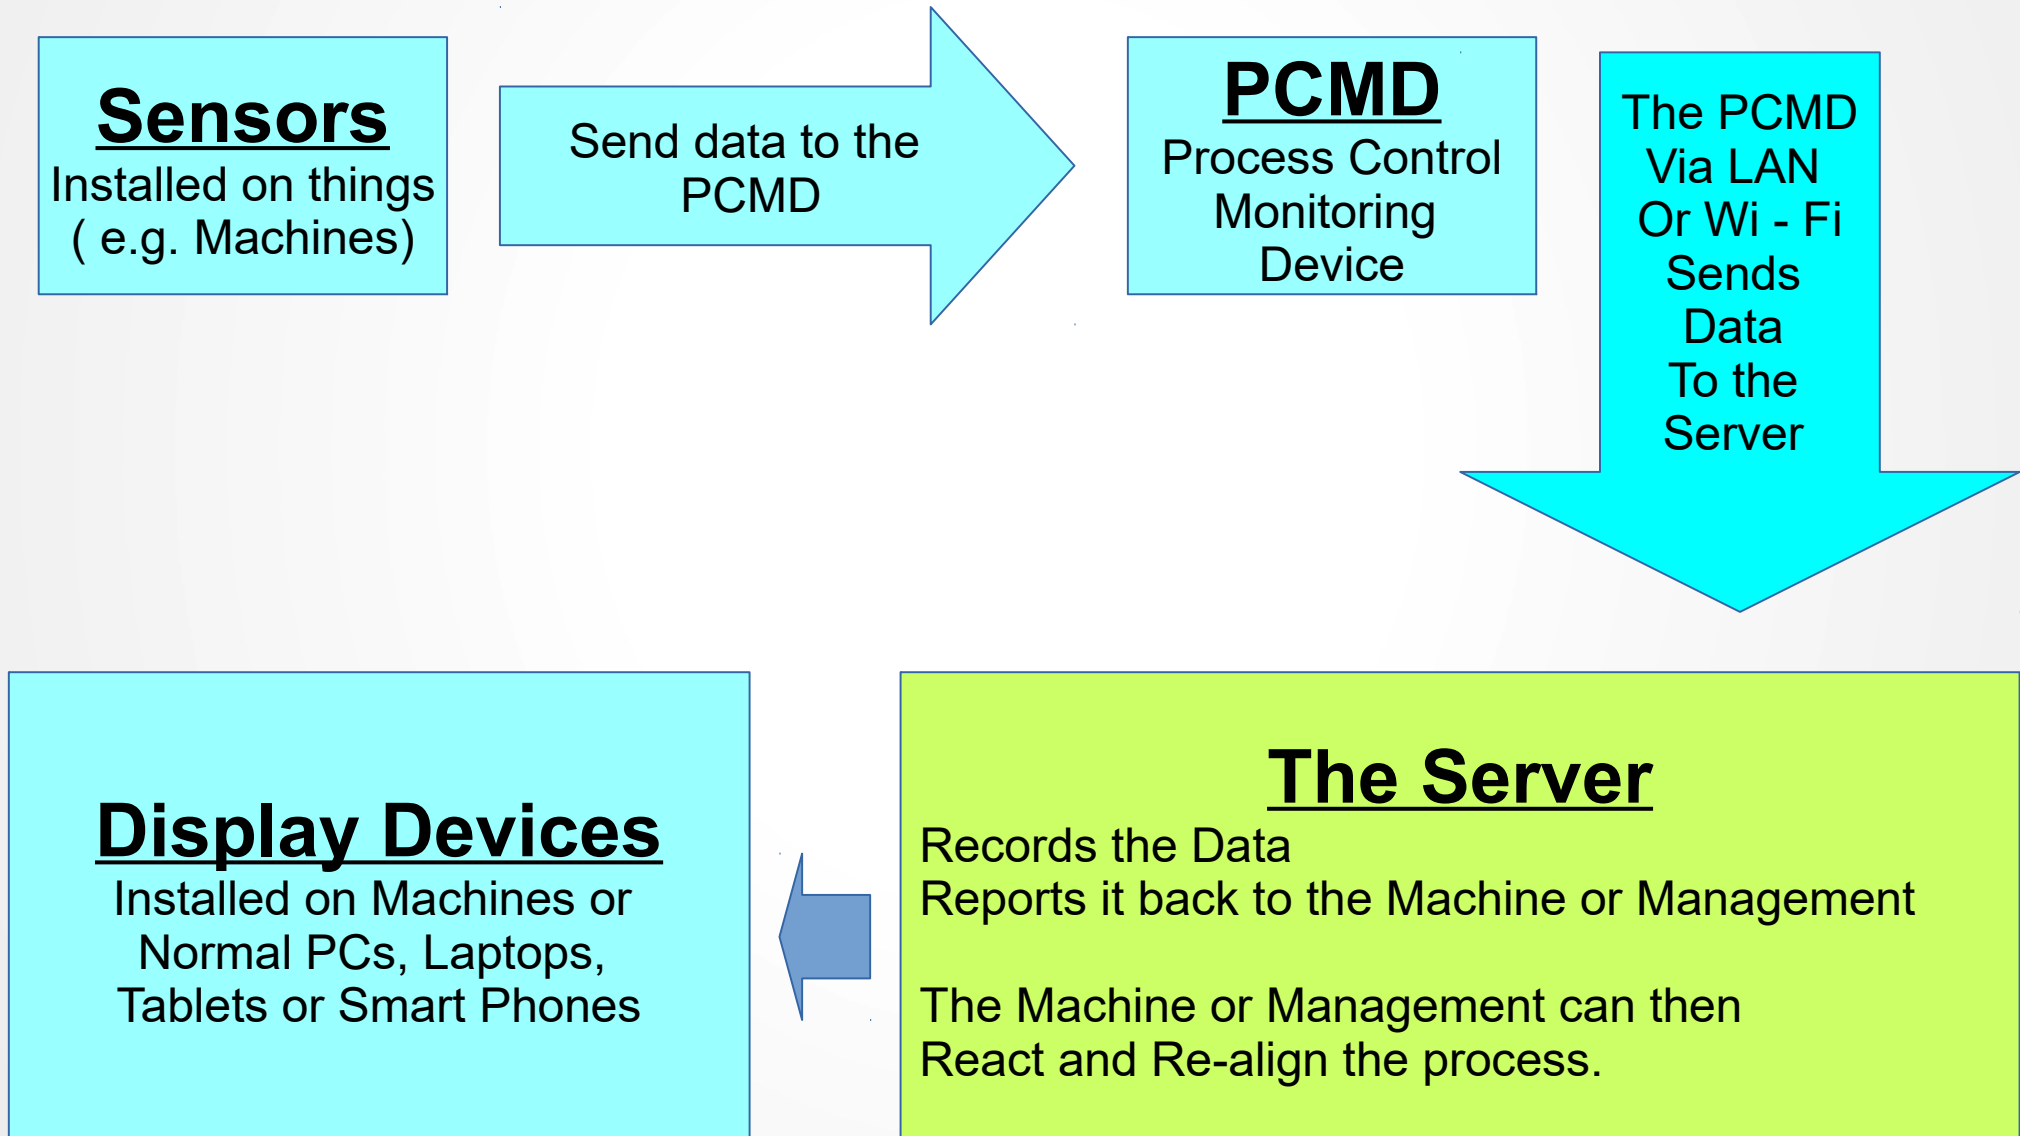 Sensors
Installed on things
( e.g. Machines)
Send data to the
PCMD
PCMD
Process Control
Monitoring
Device
The PCMD
Via LAN
Or Wi - Fi
Sends
Data
To the
Server
Display Devices
Installed on Machines or
Normal PCs, Laptops,
Tablets or Smart Phones
The Server
Records the Data
Reports it back to the Machine or Management
The Machine or Management can then
React and Re-align the process.